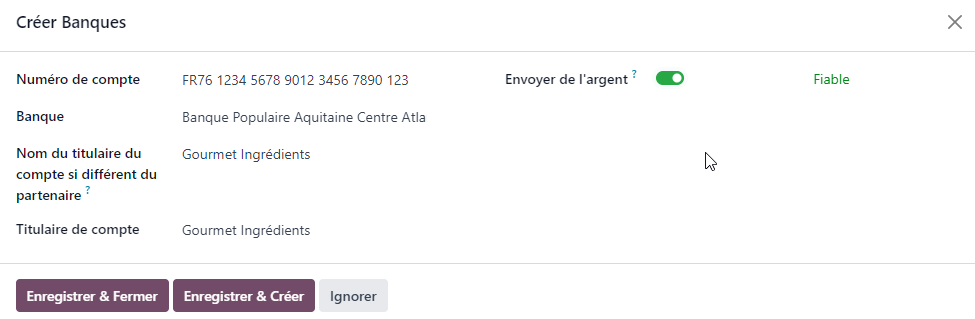 Créer Banques
Numéro de compte FR76 1234 5678 9012 3456 7890 123 Envoyer de l'argent ? Fiable
Banque Banque Populaire Aquitaine Centre Atla
Nom du titulaire du Gourmet Ingrédients
compte si différent du
partenaire ?
Titulaire de compte Gourmet Ingrédients
Enregistrer & Fermer Enregistrer & Créer Ignorer